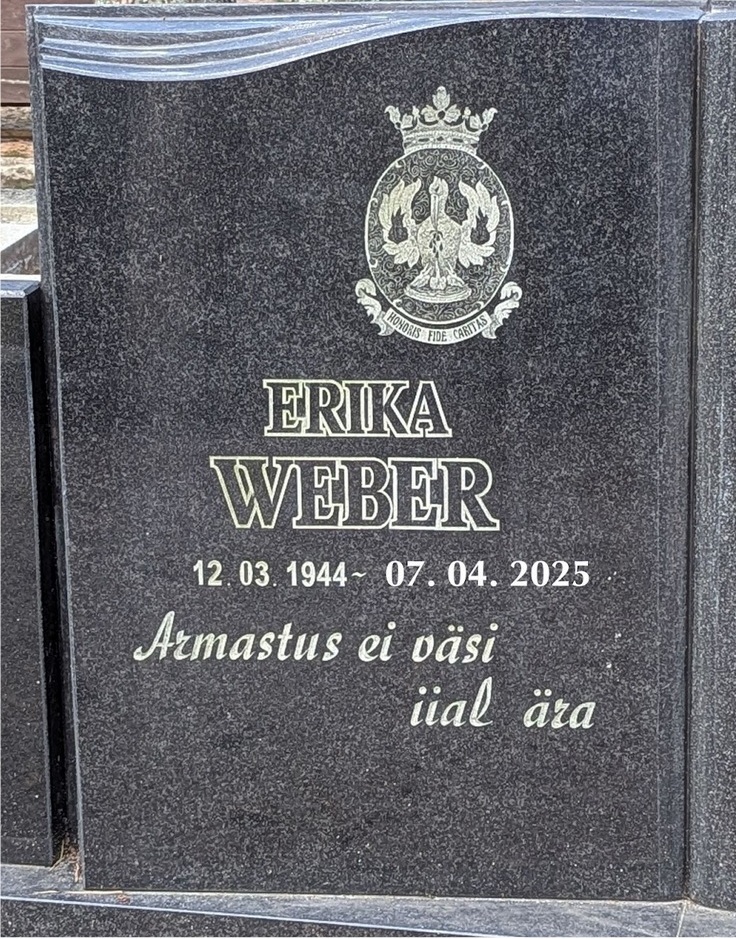 HONORIS FIDE CARITAS
ERIKA
WEBER
12. 03. 1944 ~ 07. 04. 2025
Armastus ei väsi
iial ära